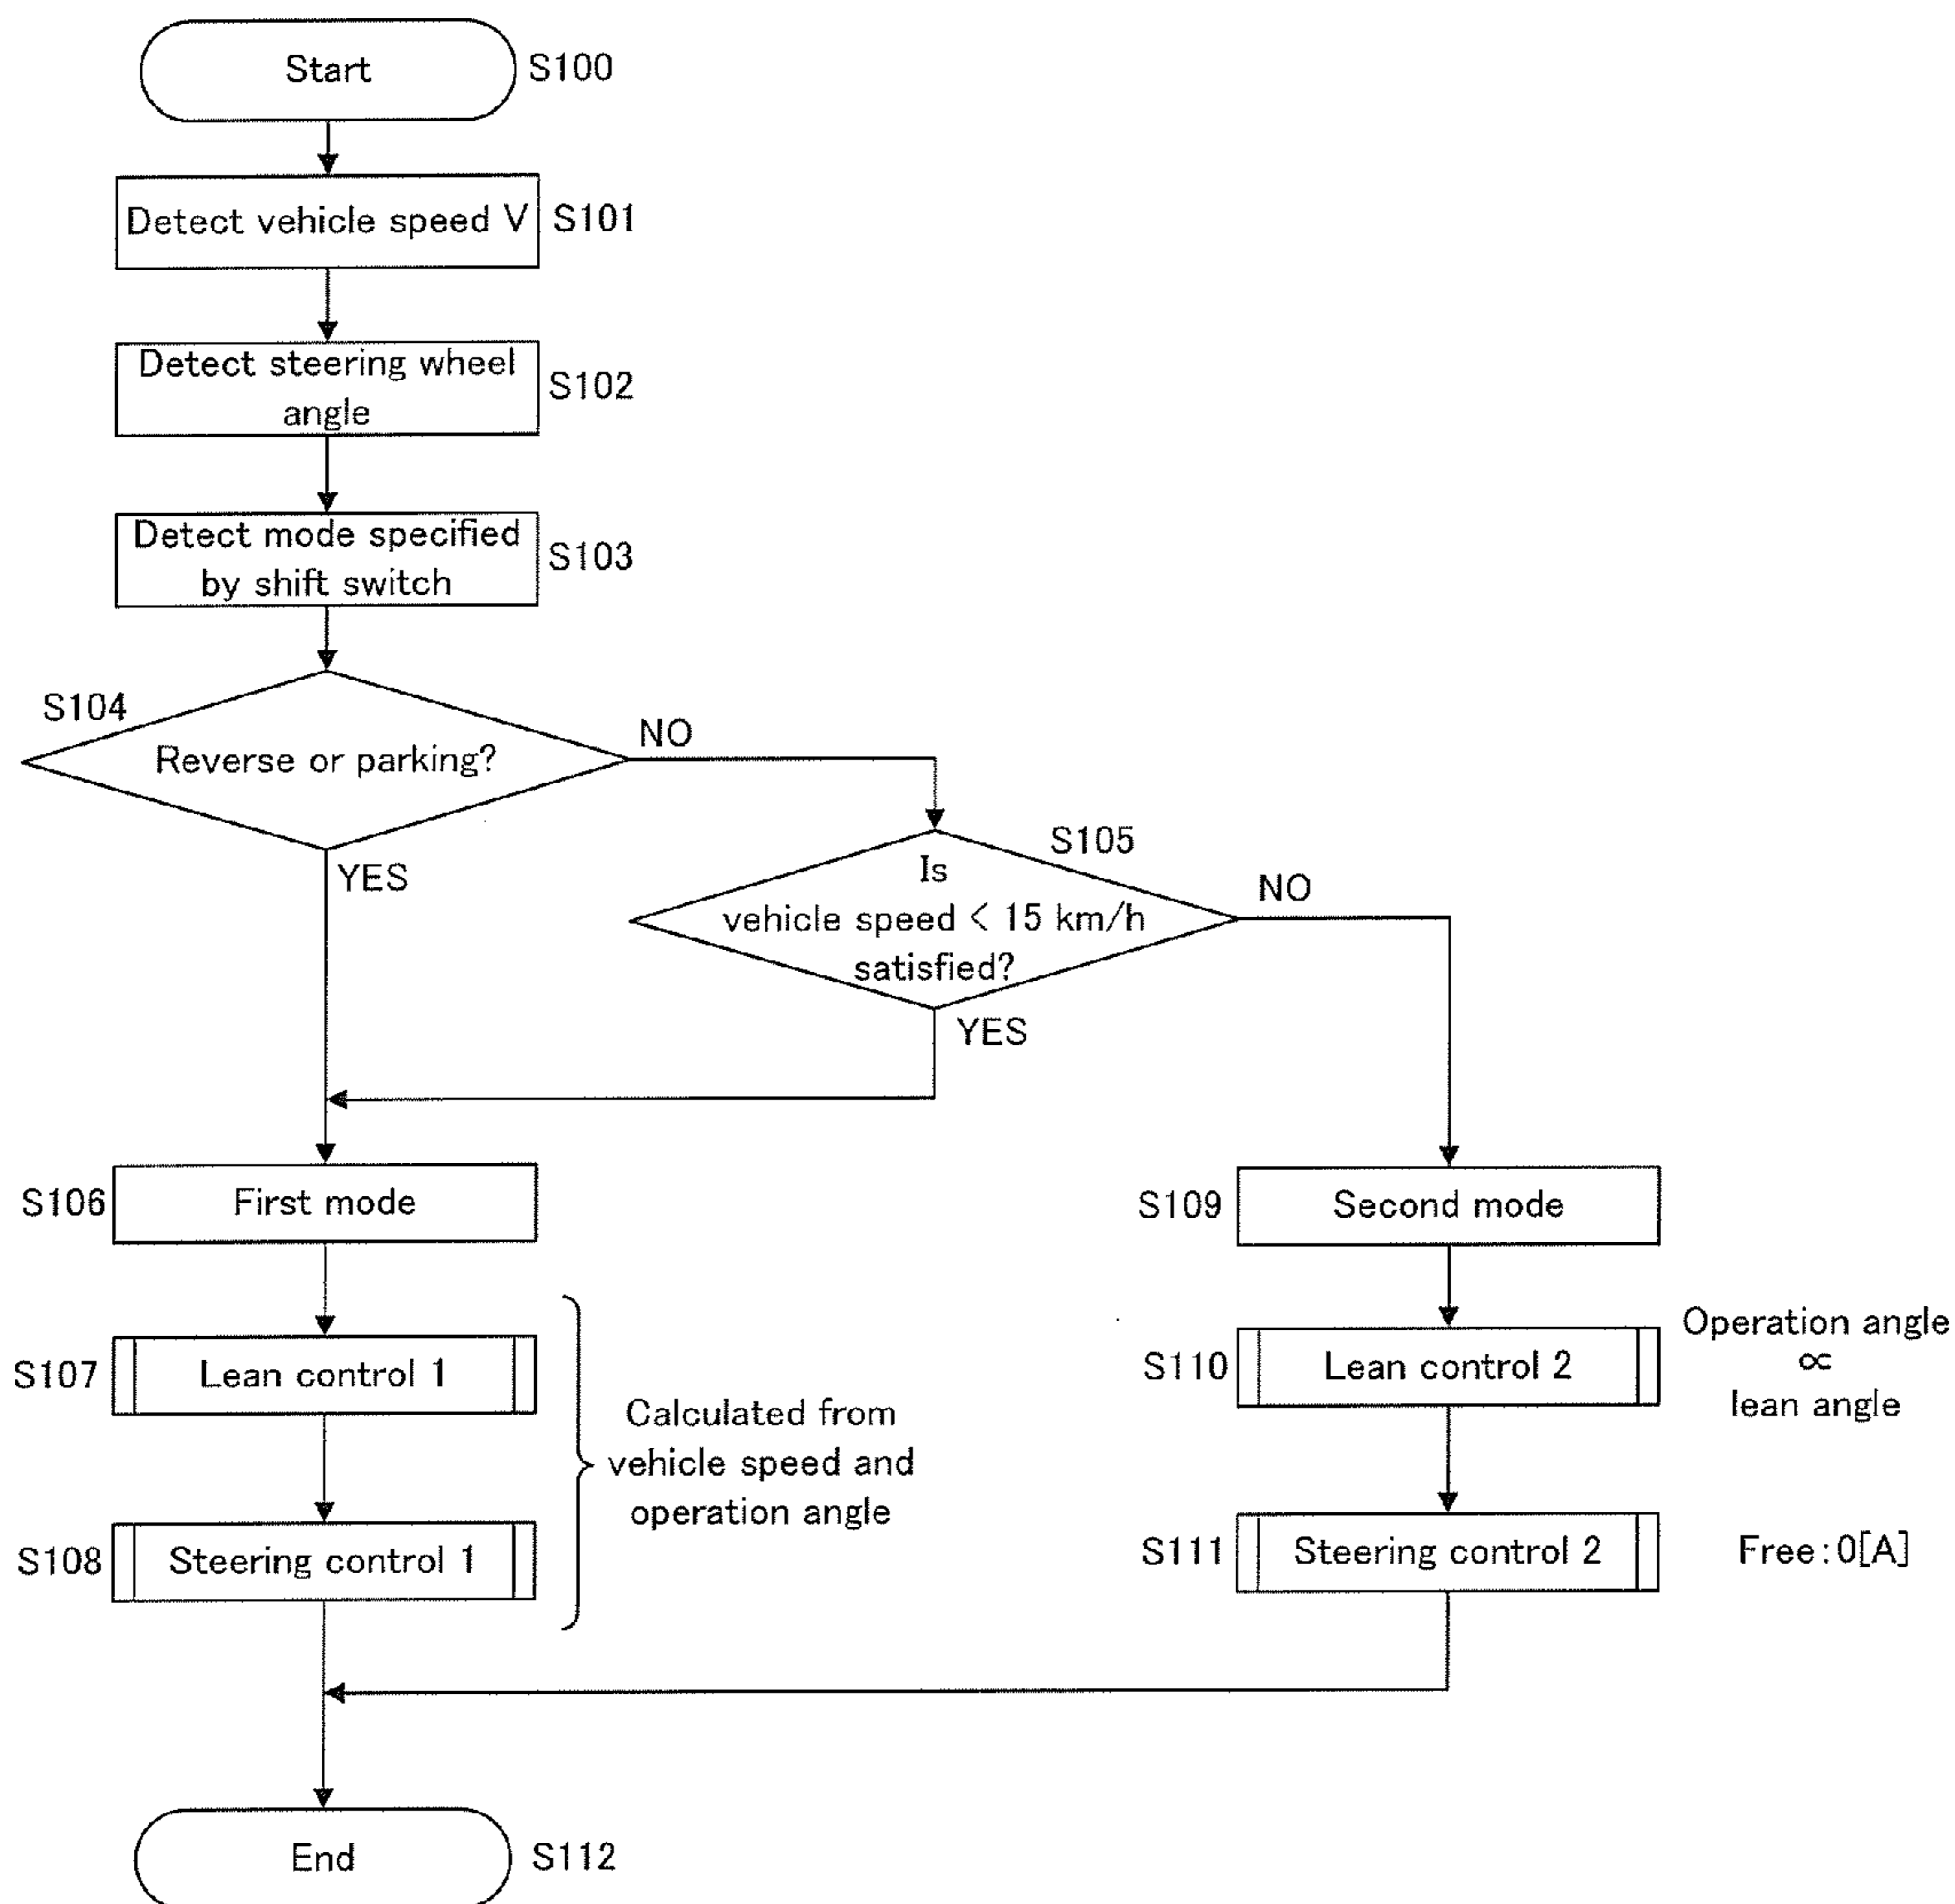 Start
S100
Detect vehicle speed V
S101
Detect steering wheel
angle
S102
Detect mode specified
by shift switch
S103
S104
Reverse or parking?
NO
YES
S105
Is
vehicle speed < 15 km/h
satisfied?
NO
YES
S106
First mode
S109
Second mode
S107
Lean control 1
S110
Lean control 2
Operation angle
∝
lean angle
Calculated from
vehicle speed and
operation angle
S108
Steering control 1
S111
Steering control 2
Free:0[A]
End
S112